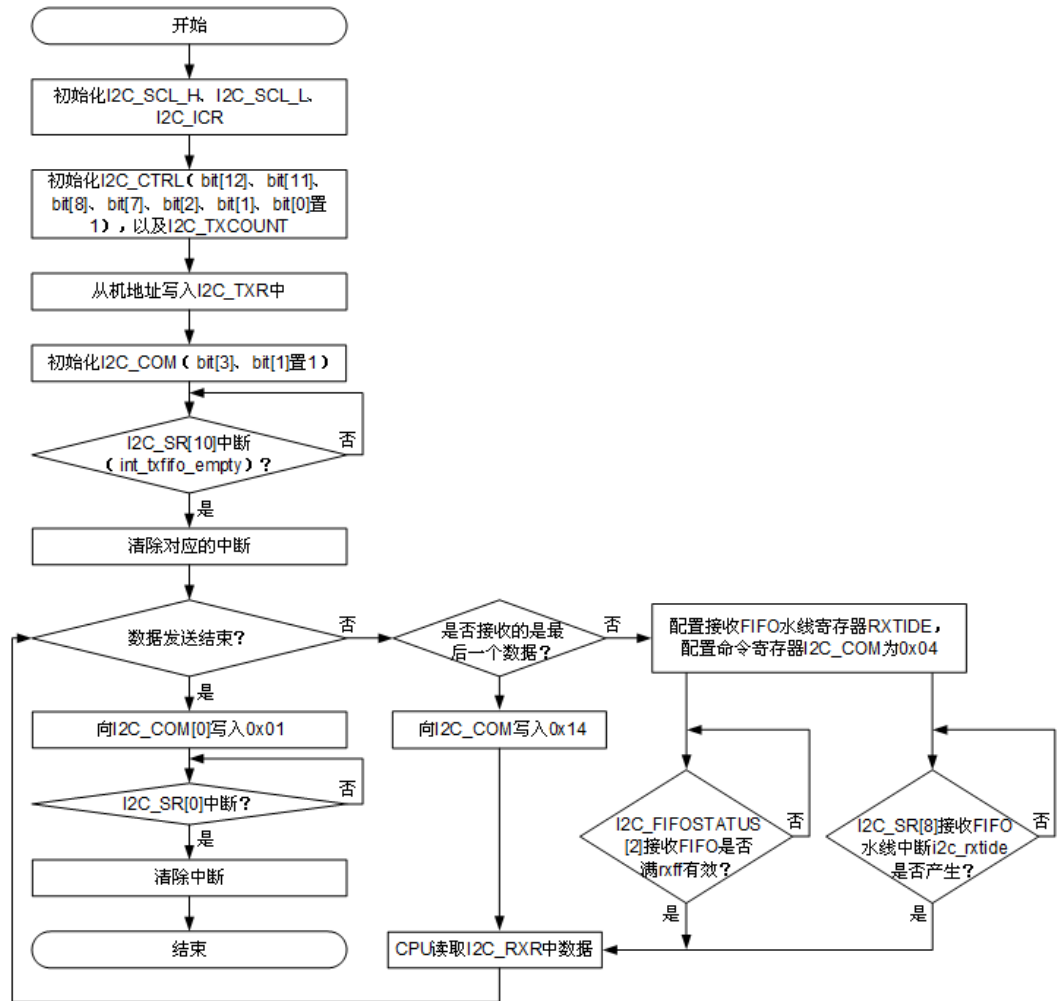 开始
初始化I2C_SCL_H、I2C_SCL_L、
I2C_ICR
初始化I2C_CTRL（bit[12]、bit[11]、
bit[8]、bit[7]、bit[2]、bit[1]、bit[0]置
1），以及I2C_TXCOUNT
从机地址写入I2C_TXR中
初始化I2C_COM（bit[3]、bit[1]置1）
I2C_SR[10]中断
（int_txfifo_empty）？
否
是
清除对应的中断
数据发送结束？
否
是否接收的是最
后一个数据？
否
配置接收FIFO水线寄存器RXTIDE，
配置命令寄存器I2C_COM为0x04
是
向I2C_COM[0]写入0x01
向I2C_COM写入0x14
I2C_SR[0]中断？
否
是
清除中断
结束
I2C_FIFOSTATUS
[2]接收FIFO是否
满rxff有效？
否
是
I2C_SR[8]接收FIFO
水线中断i2c_rxtide
是否产生？
否
是
CPU读取I2C_RXR中数据